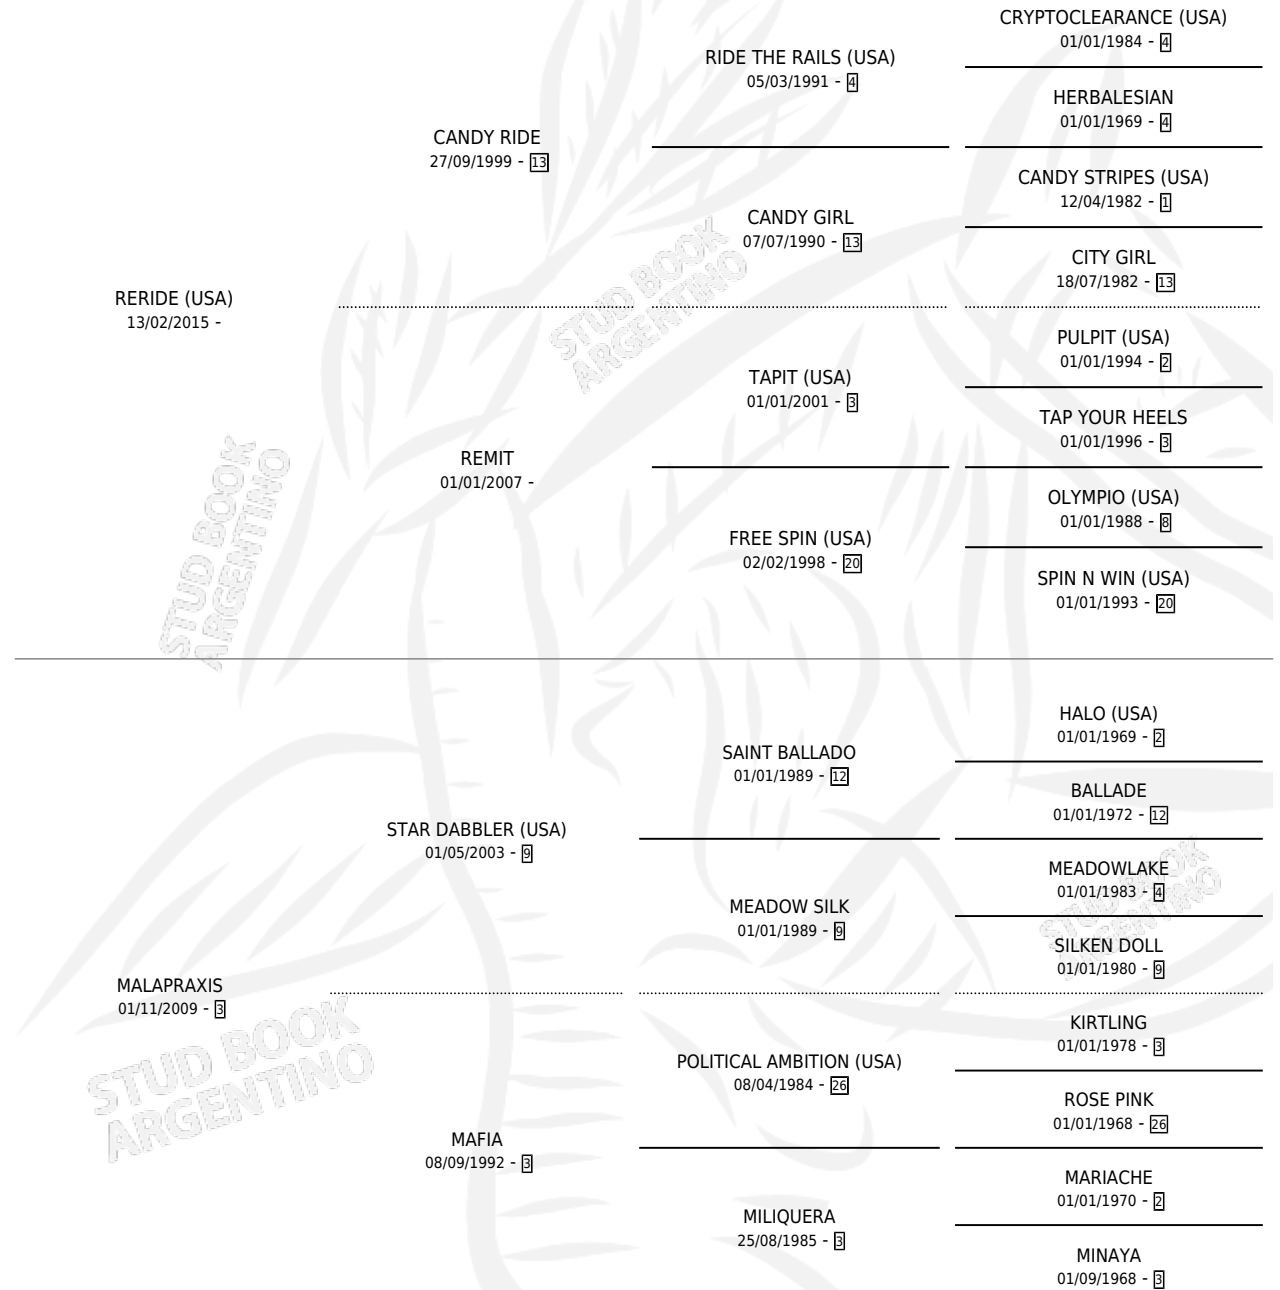 CRYPTOCLEARANCE (USA)
01/01/1984 - 4
RIDE THE RAILS (USA)
05/03/1991 - 4
HERBALESIAN
01/01/1969 - 4
CANDY RIDE
27/09/1999 - 13
CANDY STRIPES (USA)
12/04/1982 - 1
CANDY GIRL
07/07/1990 - 13
CITY GIRL
18/07/1982 - 13
RERIDE (USA)
13/02/2015 -
PULPIT (USA)
01/01/1994 - 2
TAPIT (USA)
01/01/2001 - 3
TAP YOUR HEELS
01/01/1996 - 3
REMIT
01/01/2007 -
OLYMPIO (USA)
01/01/1988 - 8
FREE SPIN (USA)
02/02/1998 - 20
SPIN N WIN (USA)
01/01/1993 - 20
HALO (USA)
01/01/1969 - 2
SAINT BALLADO
01/01/1989 - 12
BALLADE
01/01/1972 - 12
STAR DABBLER (USA)
01/05/2003 - 9
MEADOWLAKE
01/01/1983 - 4
MEADOW SILK
01/01/1989 - 9
SILKEN DOLL
01/01/1980 - 9
MALAPRAXIS
01/11/2009 - 3
KIRTLING
01/01/1978 - 3
POLITICAL AMBITION (USA)
08/04/1984 - 26
ROSE PINK
01/01/1968 - 26
MAFIA
08/09/1992 - 3
MARIACHE
01/01/1970 - 2
MILIQUERA
25/08/1985 - 3
MINAYA
01/09/1968 - 3
STUD BOOK
ARGENTINO
STUD BOOK
ARGENTINO
STUD BOOK
ARGENTINO
STUD BOOK
ARGENTINO